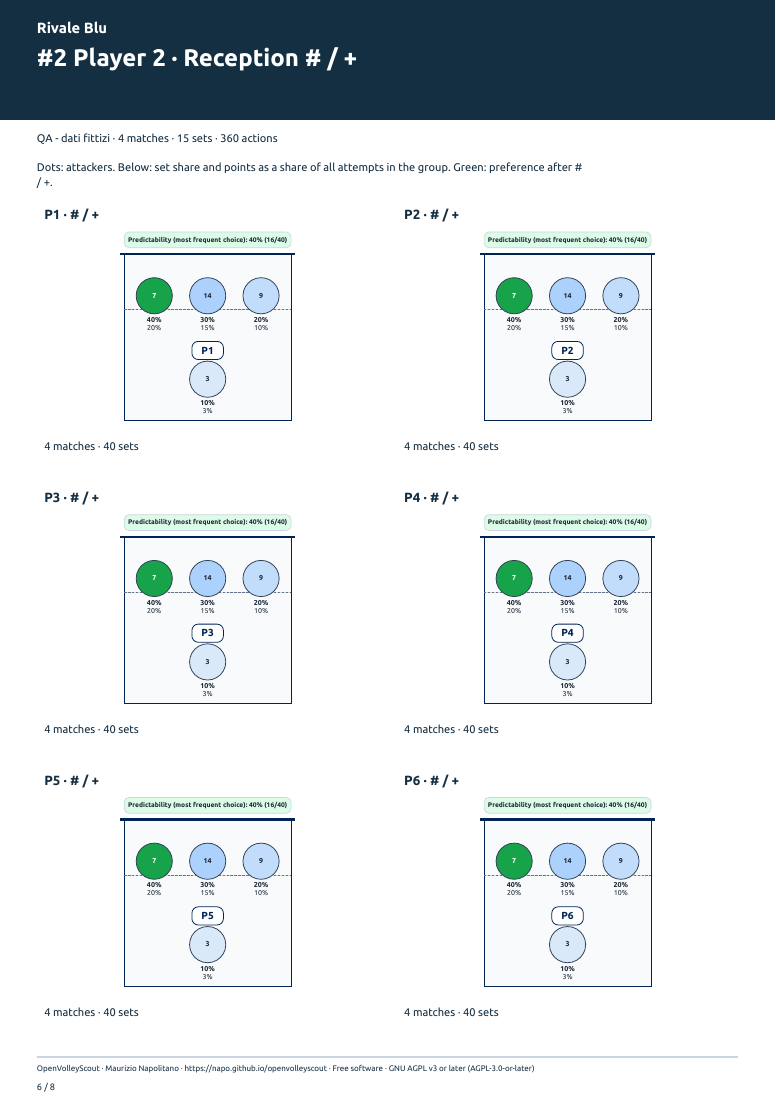 Rivale Blu
#2 Player 2 · Reception # / +
QA - dati fittizi · 4 matches · 15 sets · 360 actions
Dots: attackers. Below: set share and points as a share of all attempts in the group. Green: preference after #
/ +.
P1 · # / +
Predictability (most frequent choice): 40% (16/40)
7 14 9
40% 30% 20%
20% 15% 10%
P1
3
10%
3%
4 matches · 40 sets
P2 · # / +
Predictability (most frequent choice): 40% (16/40)
7 14 9
40% 30% 20%
20% 15% 10%
P2
3
10%
3%
4 matches · 40 sets
P3 · # / +
Predictability (most frequent choice): 40% (16/40)
7 14 9
40% 30% 20%
20% 15% 10%
P3
3
10%
3%
4 matches · 40 sets
P4 · # / +
Predictability (most frequent choice): 40% (16/40)
7 14 9
40% 30% 20%
20% 15% 10%
P4
3
10%
3%
4 matches · 40 sets
P5 · # / +
Predictability (most frequent choice): 40% (16/40)
7 14 9
40% 30% 20%
20% 15% 10%
P5
3
10%
3%
4 matches · 40 sets
P6 · # / +
Predictability (most frequent choice): 40% (16/40)
7 14 9
40% 30% 20%
20% 15% 10%
P6
3
10%
3%
4 matches · 40 sets
OpenVolleyScout · Maurizio Napolitano · https://napo.github.io/openvolleyscout · Free software · GNU AGPL v3 or later (AGPL-3.0-or-later)
6 / 8